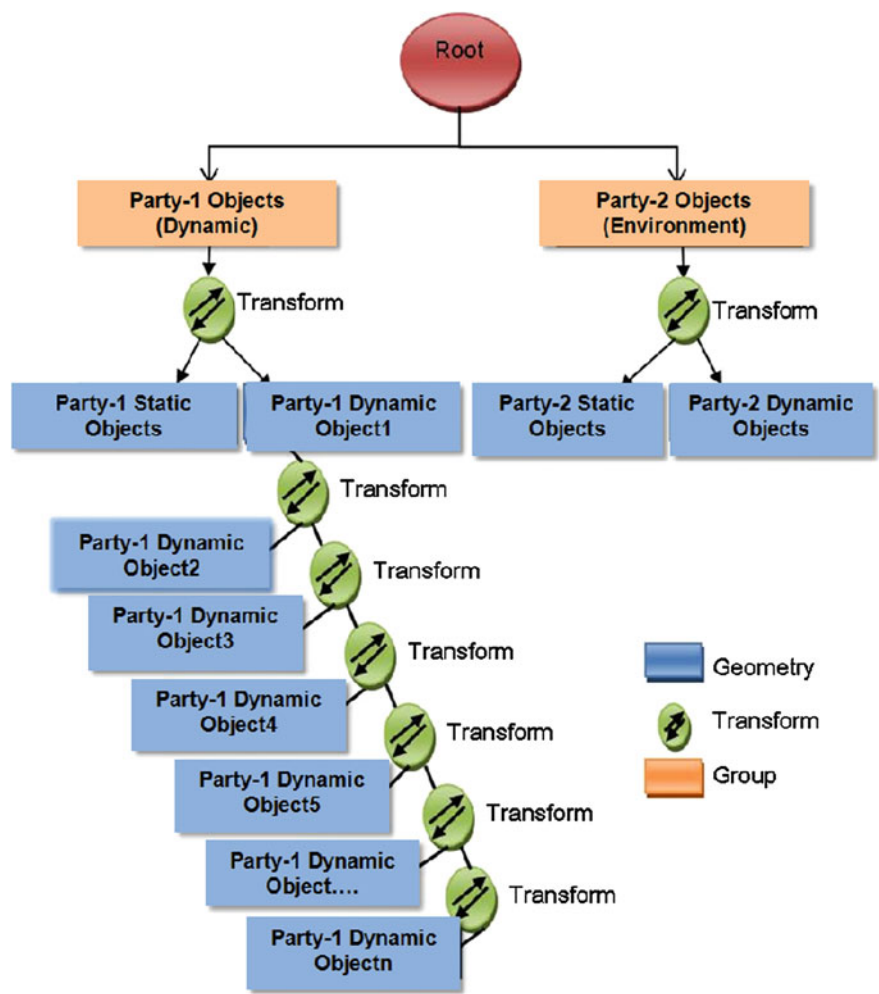 Root
Party-1 Objects
(Dynamic)
Party-2 Objects
(Environment)
Transform
Transform
Party-1 Static
Objects
Party-1 Dynamic
Object1
Party-2 Static
Objects
Party-2 Dynamic
Objects
Transform
Party-1 Dynamic
Object2
Transform
Party-1 Dynamic
Object3
Transform
Party-1 Dynamic
Object4
Transform
Party-1 Dynamic
Object5
Transform
Party-1 Dynamic
Object....
Transform
Party-1 Dynamic
Objectn
Geometry
Transform
Group